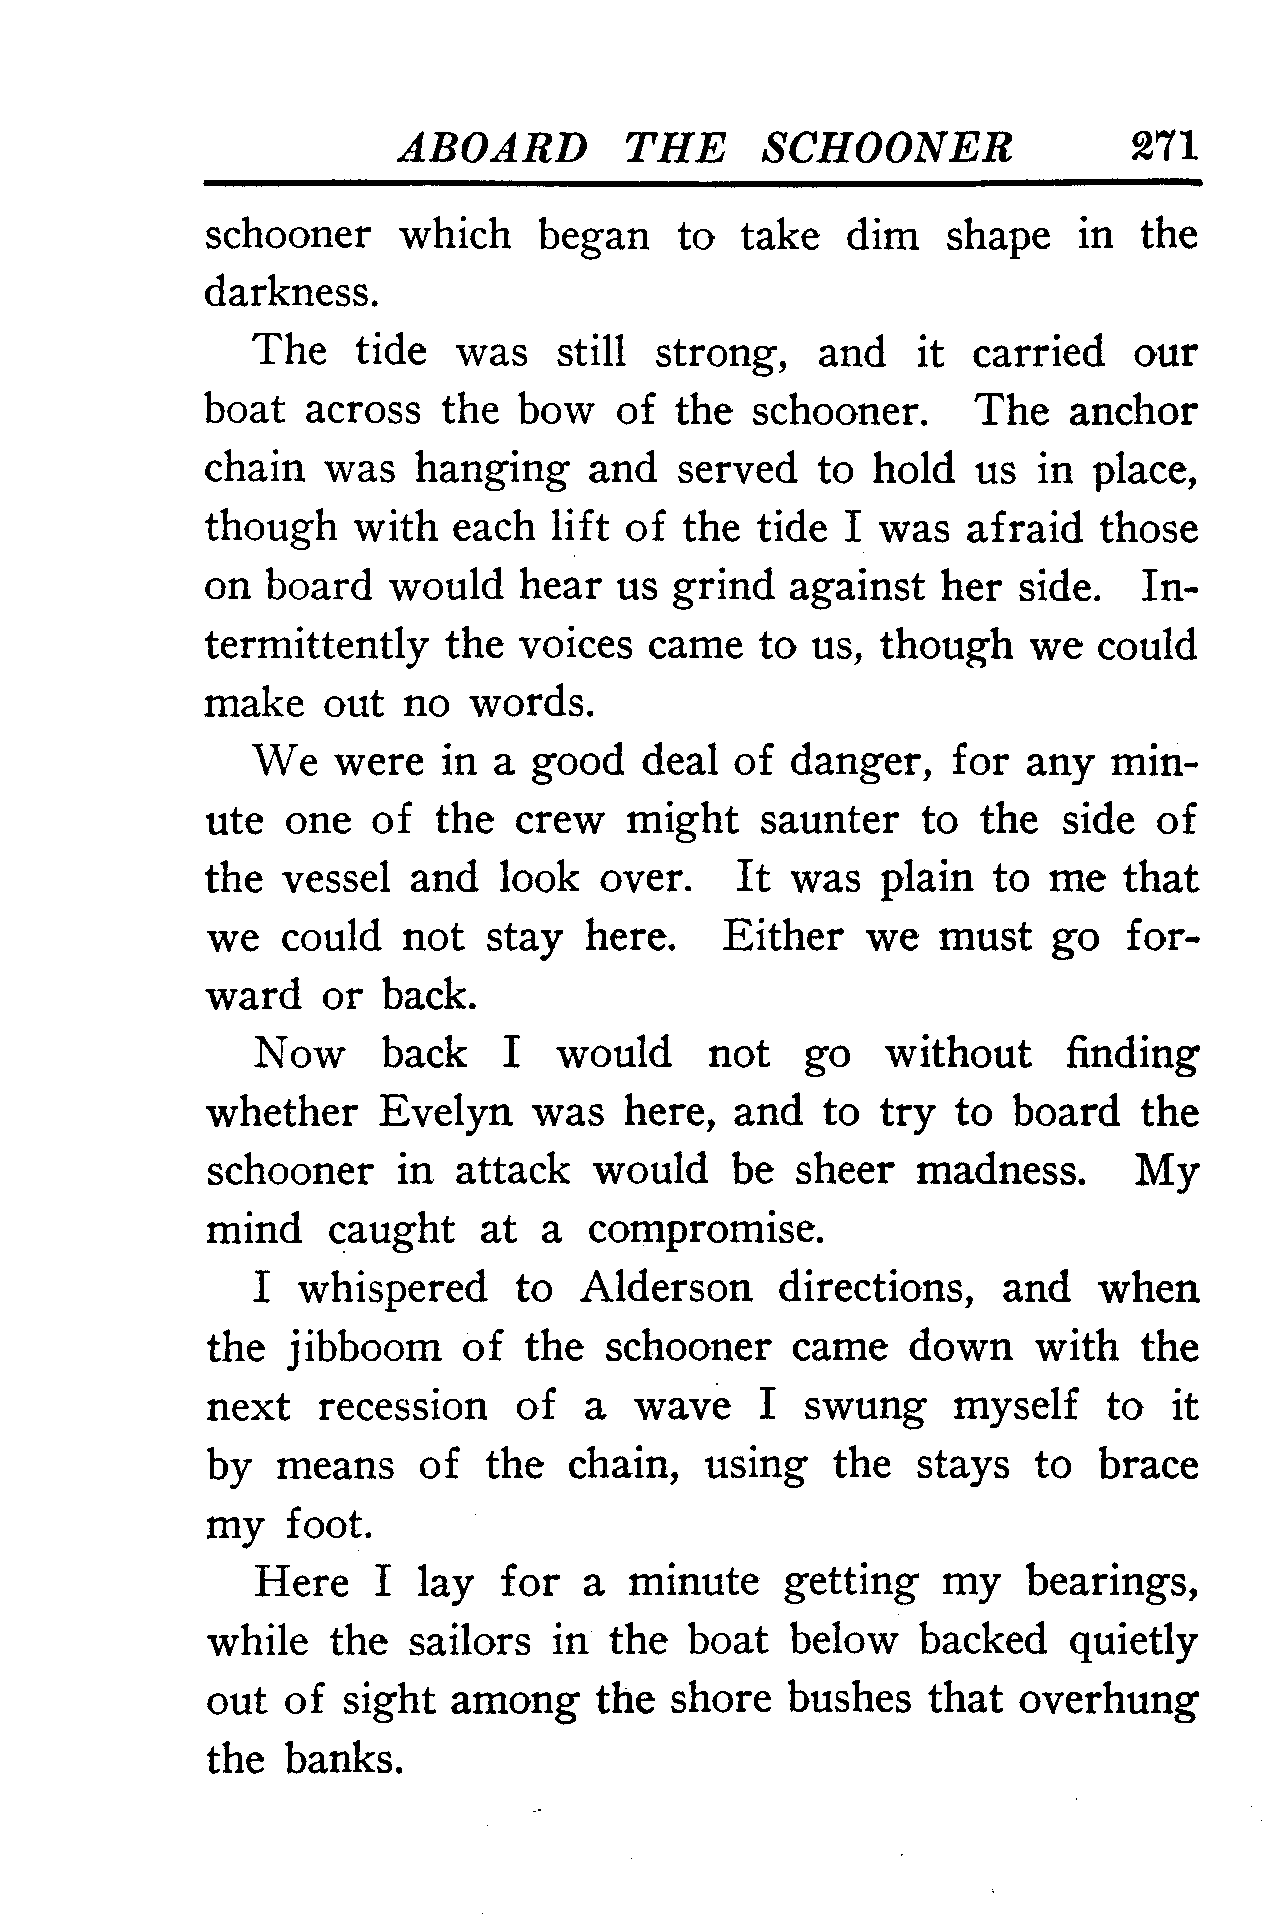 ABOARD THE SCHOONER 271
schooner which began to take dim shape in the
darkness.
The tide was still strong, and it carried our
boat across the bow of the schooner. The anchor
chain was hanging and served to hold us in place,
though with each lift of the tide I was afraid those
on board would hear us grind against her side. In-
termittently the voices came to us, though we could
make out no words.
We were in a good deal of danger, for any min-
ute one of the crew might saunter to the side of
the vessel and look over. It was plain to me that
we could not stay here. Either we must go for-
ward or back.
Now back I would not go without finding
whether Evelyn was here, and to try to board the
schooner in attack would be sheer madness. My
mind caught at a compromise.
I whispered to Alderson directions, and when
the jibboom of the schooner came down with the
next recession of a wave I swung myself to it
by means of the chain, using the stays to brace
my foot.
Here I lay for a minute getting my bearings,
while the sailors in the boat below backed quietly
out of sight among the shore bushes that overhung
the banks.